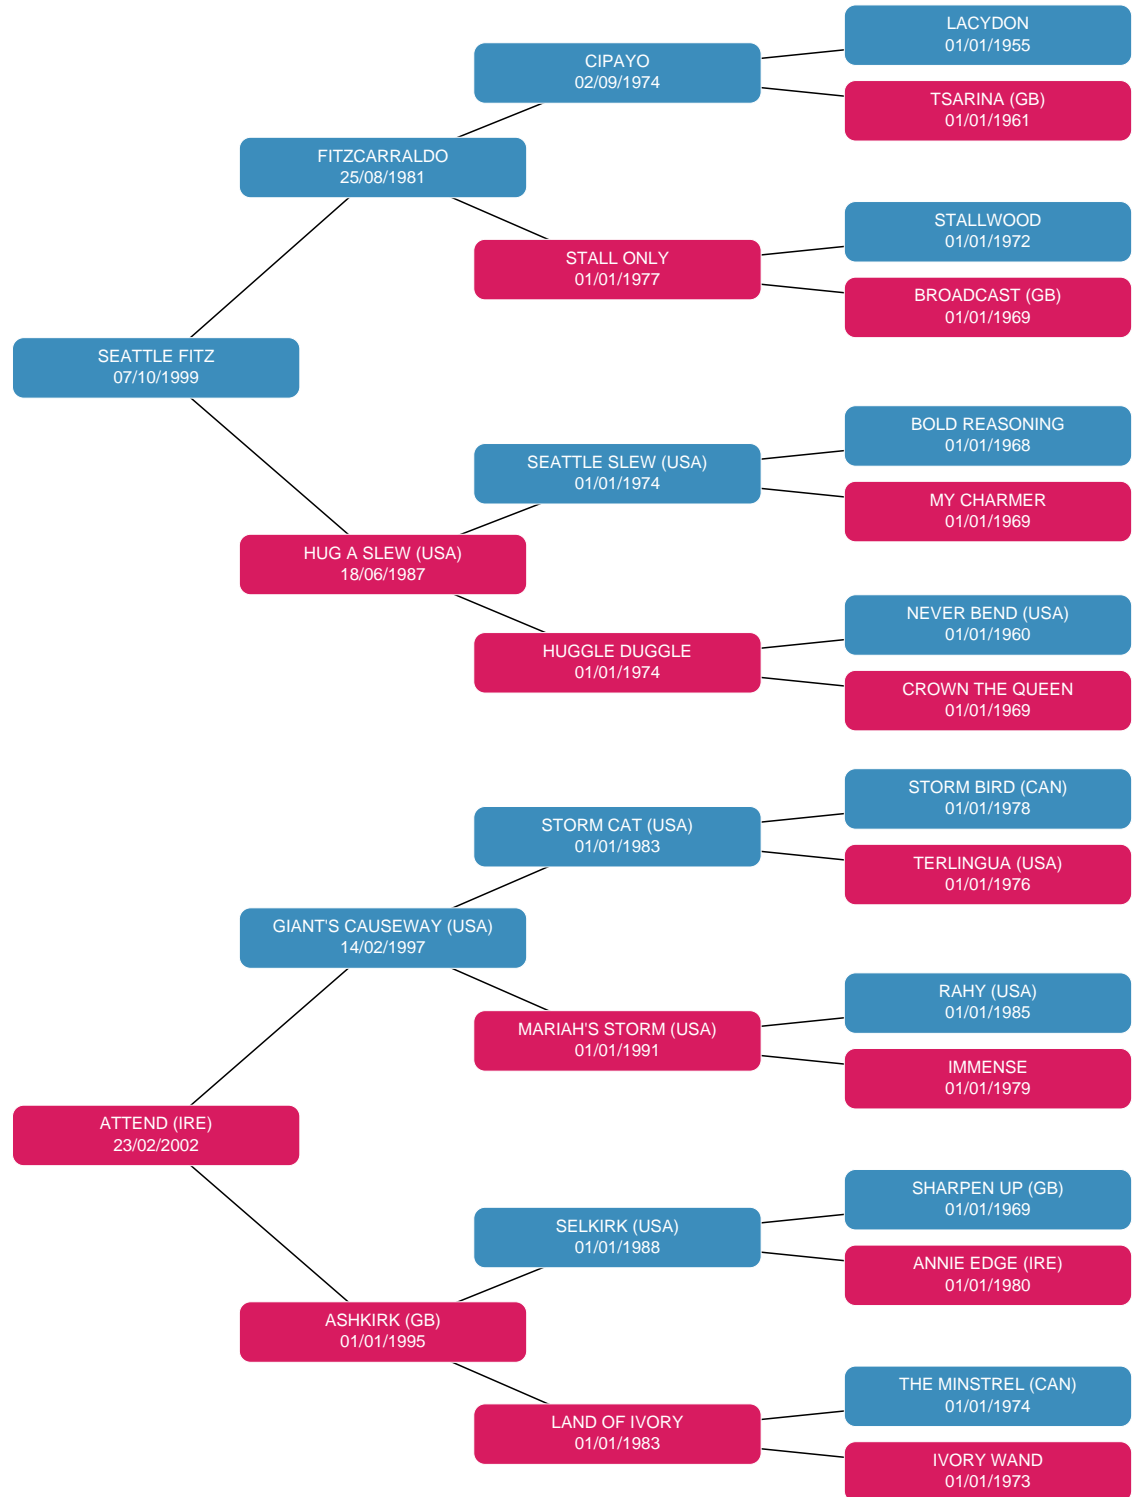 LACYDON
01/01/1955
CIPAYO
02/09/1974
TSARINA (GB)
01/01/1961
FITZCARRALDO
25/08/1981
STALLWOOD
01/01/1972
STALL ONLY
01/01/1977
BROADCAST (GB)
01/01/1969
SEATTLE FITZ
07/10/1999
BOLD REASONING
01/01/1968
SEATTLE SLEW (USA)
01/01/1974
MY CHARMER
01/01/1969
HUG A SLEW (USA)
18/06/1987
NEVER BEND (USA)
01/01/1960
HUGGLE DUGGLE
01/01/1974
CROWN THE QUEEN
01/01/1969
STORM BIRD (CAN)
01/01/1978
STORM CAT (USA)
01/01/1983
TERLINGUA (USA)
01/01/1976
GIANT'S CAUSEWAY (USA)
14/02/1997
RAHY (USA)
01/01/1985
MARIAH'S STORM (USA)
01/01/1991
IMMENSE
01/01/1979
ATTEND (IRE)
23/02/2002
SHARPEN UP (GB)
01/01/1969
SELKIRK (USA)
01/01/1988
ANNIE EDGE (IRE)
01/01/1980
ASHKIRK (GB)
01/01/1995
THE MINSTREL (CAN)
01/01/1974
LAND OF IVORY
01/01/1983
IVORY WAND
01/01/1973